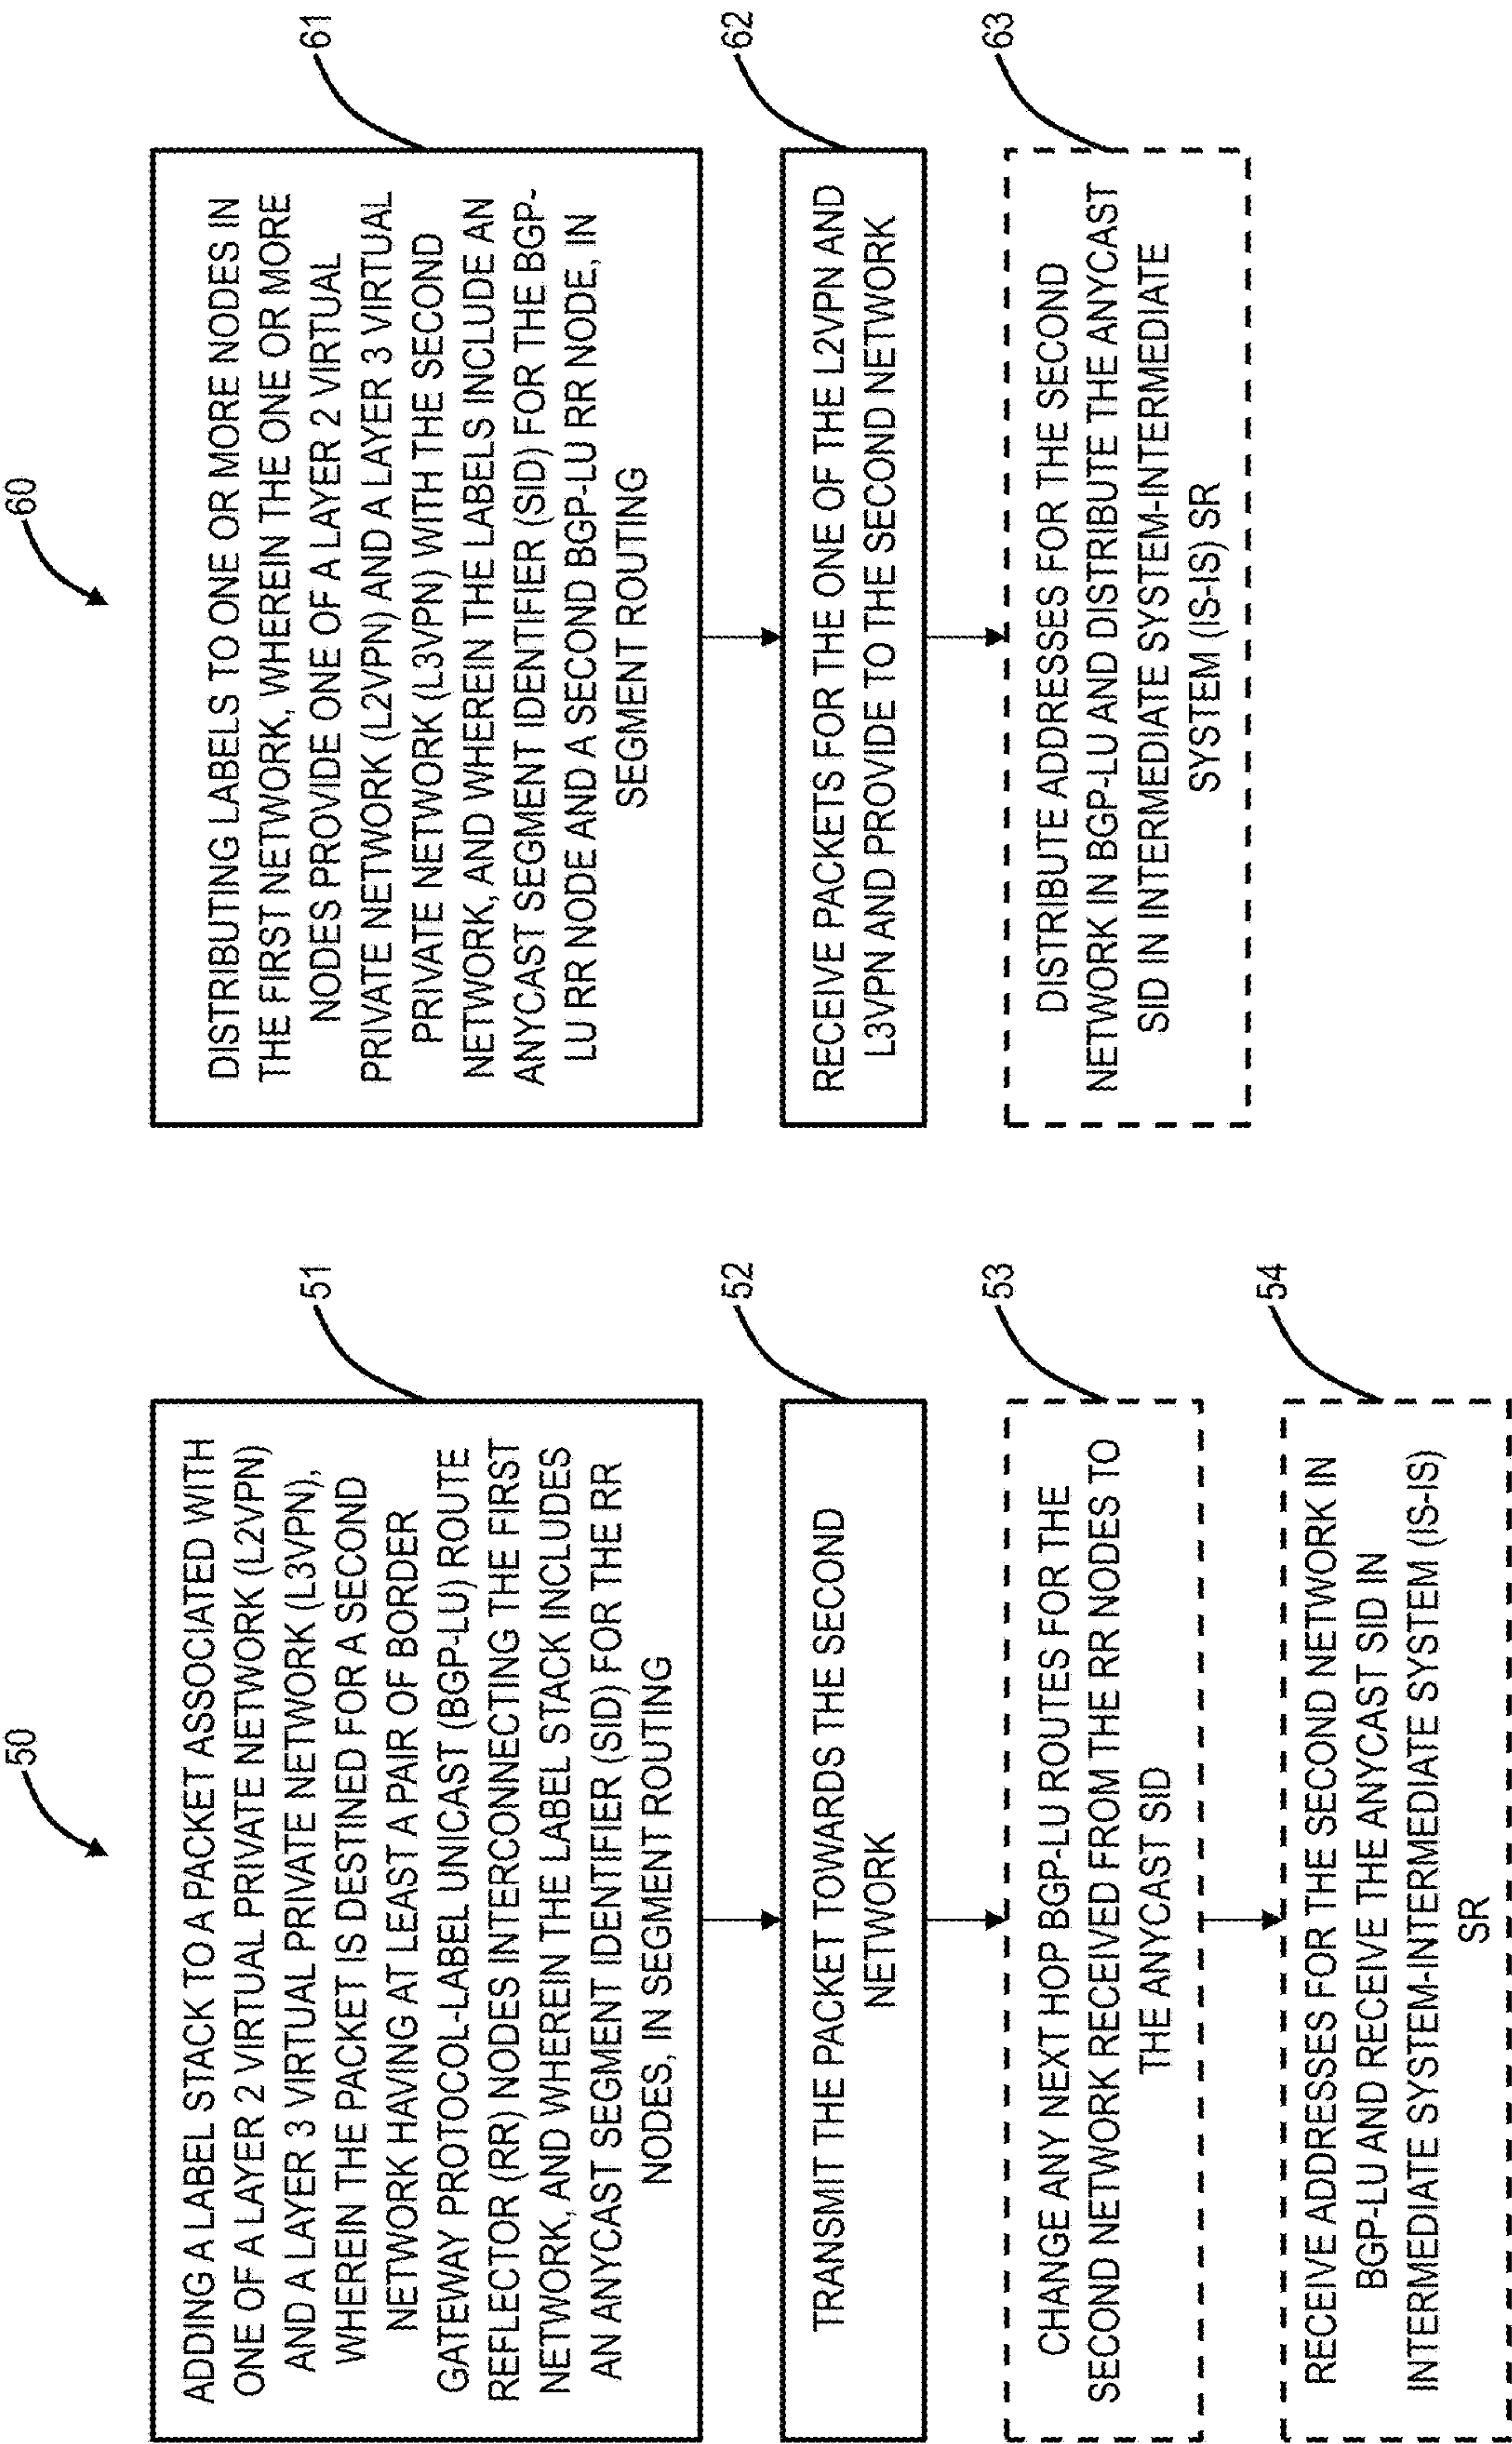 50
51
ADDING A LABEL STACK TO A PACKET ASSOCIATED WITH
ONE OF A LAYER 2 VIRTUAL PRIVATE NETWORK (L2VPN)
AND A LAYER 3 VIRTUAL PRIVATE NETWORK (L3VPN),
WHEREIN THE PACKET IS DESTINED FOR A SECOND
NETWORK HAVING AT LEAST A PAIR OF BORDER
GATEWAY PROTOCOL-LABEL UNICAST (BGP-LU) ROUTE
REFLECTOR (RR) NODES INTERCONNECTING THE FIRST
NETWORK, AND WHEREIN THE LABEL STACK INCLUDES
AN ANYCAST SEGMENT IDENTIFIER (SID) FOR THE RR
NODES, IN SEGMENT ROUTING
52
TRANSMIT THE PACKET TOWARDS THE SECOND
NETWORK
53
CHANGE ANY NEXT HOP BGP-LU ROUTES FOR THE
SECOND NETWORK RECEIVED FROM THE RR NODES TO
THE ANYCAST SID
54
RECEIVE ADDRESSES FOR THE SECOND NETWORK IN
BGP-LU AND RECEIVE THE ANYCAST SID IN
INTERMEDIATE SYSTEM-INTERMEDIATE SYSTEM (IS-IS)
SR
60
61
DISTRIBUTING LABELS TO ONE OR MORE NODES IN
THE FIRST NETWORK, WHEREIN THE ONE OR MORE
NODES PROVIDE ONE OF A LAYER 2 VIRTUAL
PRIVATE NETWORK (L2VPN) AND A LAYER 3 VIRTUAL
PRIVATE NETWORK (L3VPN) WITH THE SECOND
NETWORK, AND WHEREIN THE LABELS INCLUDE AN
ANYCAST SEGMENT IDENTIFIER (SID) FOR THE BGP-
LU RR NODE AND A SECOND BGP-LU RR NODE, IN
SEGMENT ROUTING
62
RECEIVE PACKETS FOR THE ONE OF THE L2VPN AND
L3VPN AND PROVIDE TO THE SECOND NETWORK
63
DISTRIBUTE ADDRESSES FOR THE SECOND
NETWORK IN BGP-LU AND DISTRIBUTE THE ANYCAST
SID IN INTERMEDIATE SYSTEM-INTERMEDIATE
SYSTEM (IS-IS) SR